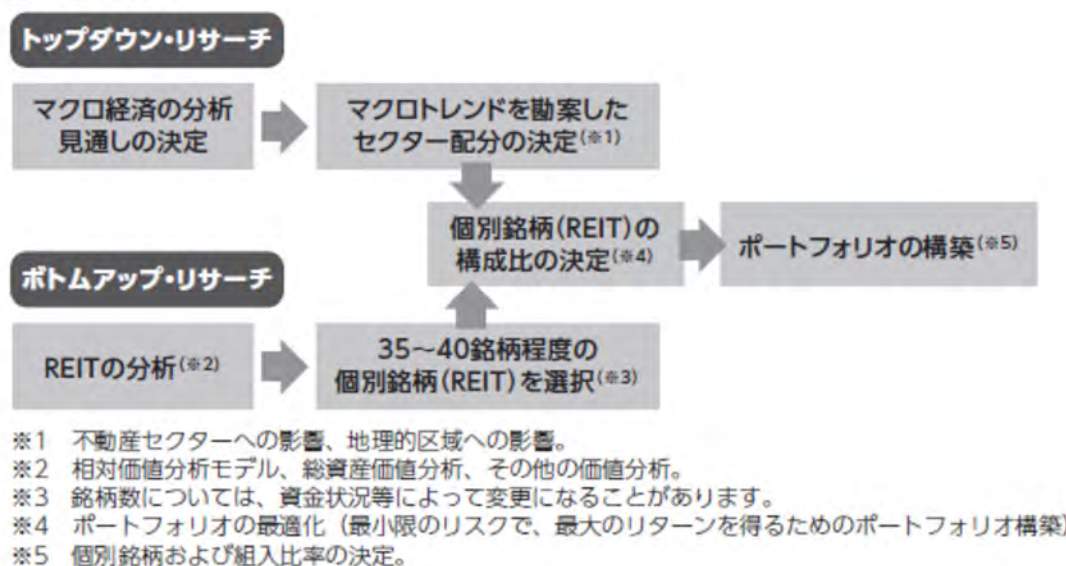 トップダウン・リサーチ
マクロ経済の分析
見通しの決定
マクロトレンドを勘案した
セクター配分の決定(※1)
個別銘柄(REIT)の
構成比の決定(※4)
ポートフォリオの構築(※5)
ボトムアップ・リサーチ
REITの分析(※2)
35～40銘柄程度の
個別銘柄(REIT)を選択(※3)
※1 不動産セクターへの影響、地理的区域への影響。
※2 相対価値分析モデル、総資産価値分析、その他の価値分析。
※3 銘柄数については、資金状況等によって変更になることがあります。
※4 ポートフォリオの最適化（最小限のリスクで、最大のリターンを得るためのポートフォリオ構築）
※5 個別銘柄および組入比率の決定。